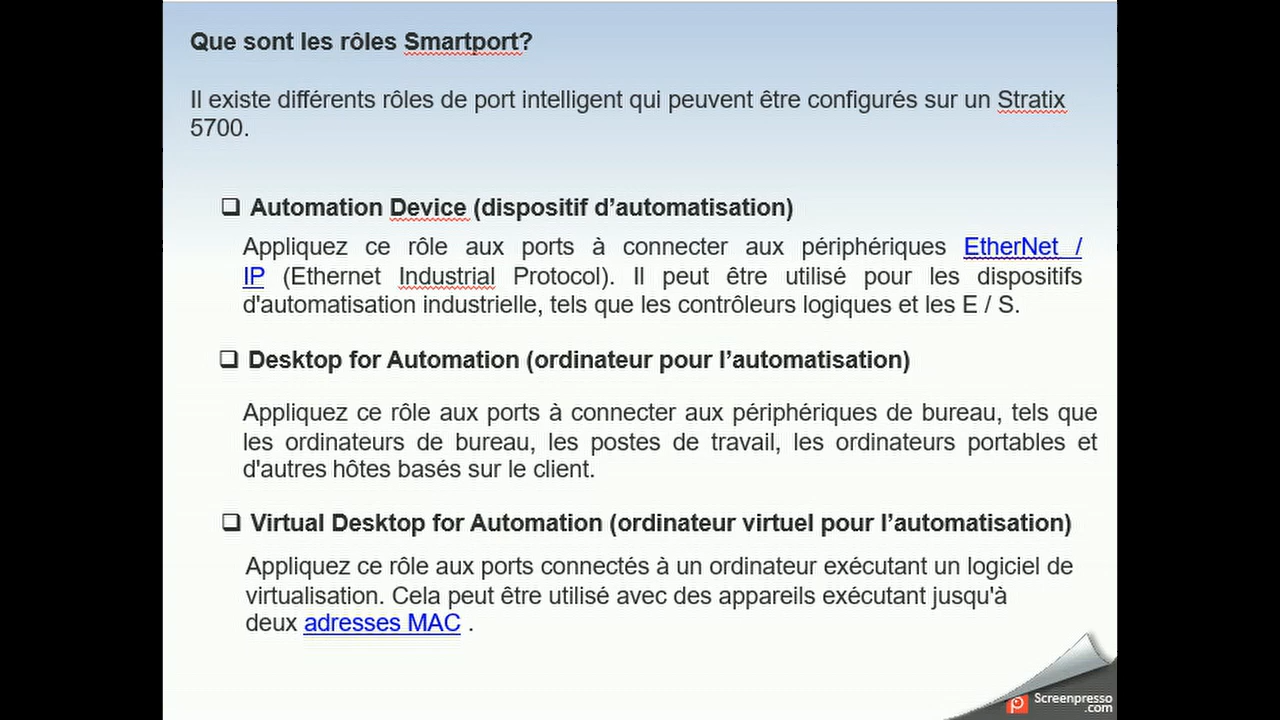 Que sont les rôles Smartport?
Il existe différents rôles de port intelligent qui peuvent être configurés sur un Stratix
5700.
❑ Automation Device (dispositif d’automatisation)
Appliquez ce rôle aux ports à connecter aux périphériques EtherNet /
IP (Ethernet Industrial Protocol). Il peut être utilisé pour les dispositifs
d'automatisation industrielle, tels que les contrôleurs logiques et les E / S.
❑ Desktop for Automation (ordinateur pour l’automatisation)
Appliquez ce rôle aux ports à connecter aux périphériques de bureau, tels que
les ordinateurs de bureau, les postes de travail, les ordinateurs portables et
d'autres hôtes basés sur le client.
❑ Virtual Desktop for Automation (ordinateur virtuel pour l’automatisation)
Appliquez ce rôle aux ports connectés à un ordinateur exécutant un logiciel de
virtualisation. Cela peut être utilisé avec des appareils exécutant jusqu'à
deux adresses MAC .
Screenpresso
.com